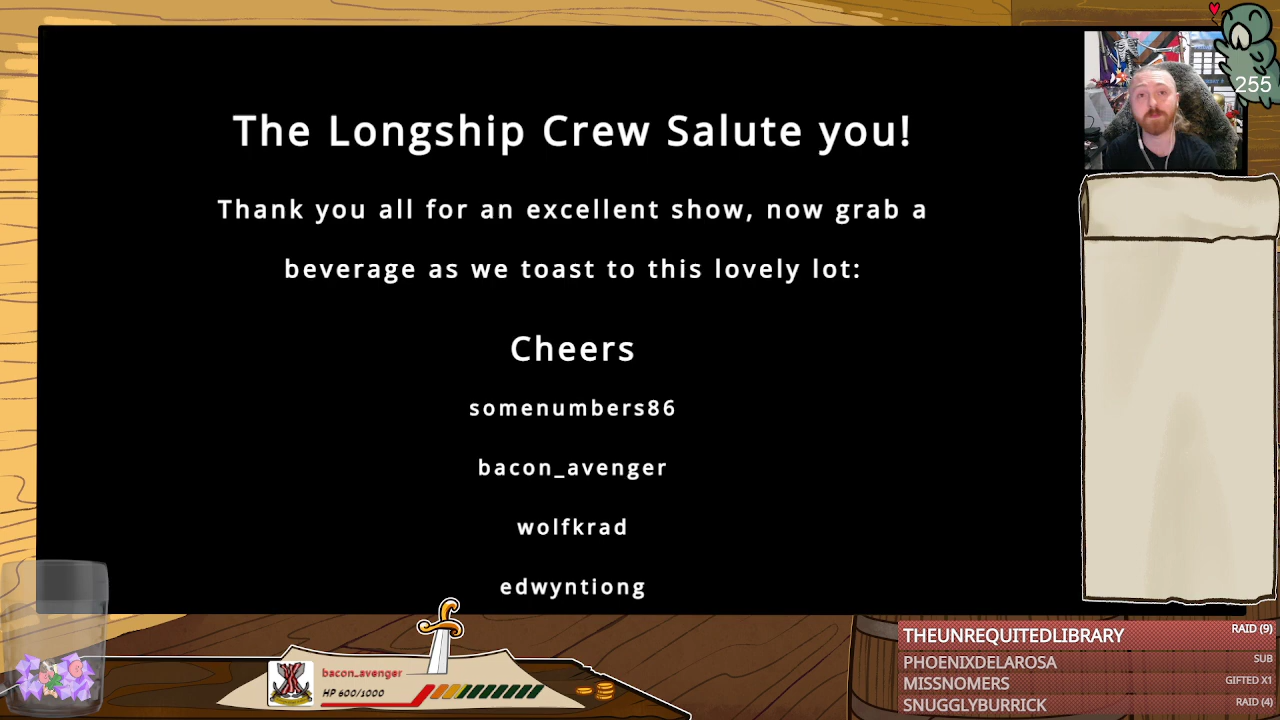 The Longship Crew Salute you!
Thank you all for an excellent show, now grab a
beverage as we toast to this lovely lot:
Cheers
somenumbers86
bacon_avenger
wolfkrad
edwyntiong
255
bacon_avenger
HP 600/1000
THEUNREQUITEDLIBRARY RAID (9)
PHOENIXDELAROSA SUB
MISSNOMERS GIFTED X1
SNUGGLYBURRICK RAID (4)